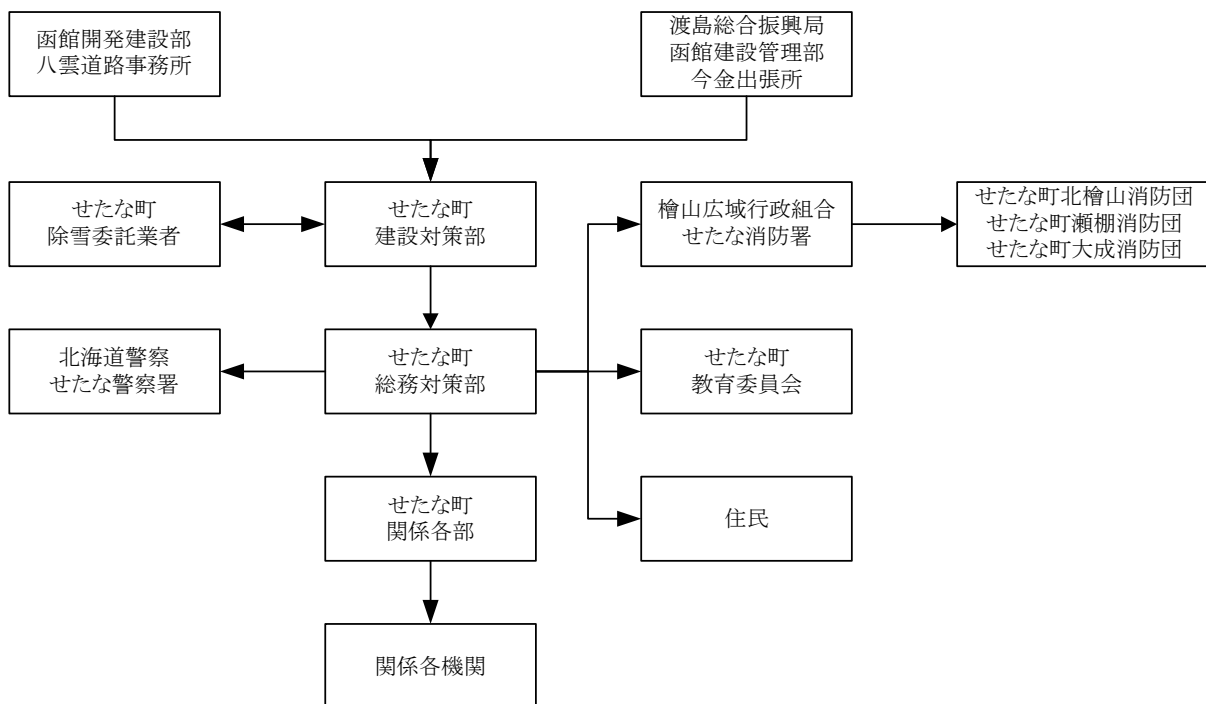 函館開発建設部
八雲道路事務所
渡島総合振興局
函館建設管理部
今金出張所
せたな町
除雪委託業者
せたな町
建設対策部
檜山広域行政組合
せたな消防署
せたな町北檜山消防団
せたな町瀬棚消防団
せたな町大成消防団
北海道警察
せたな警察署
せたな町
総務対策部
せたな町
教育委員会
せたな町
関係各部
住民
関係各機関